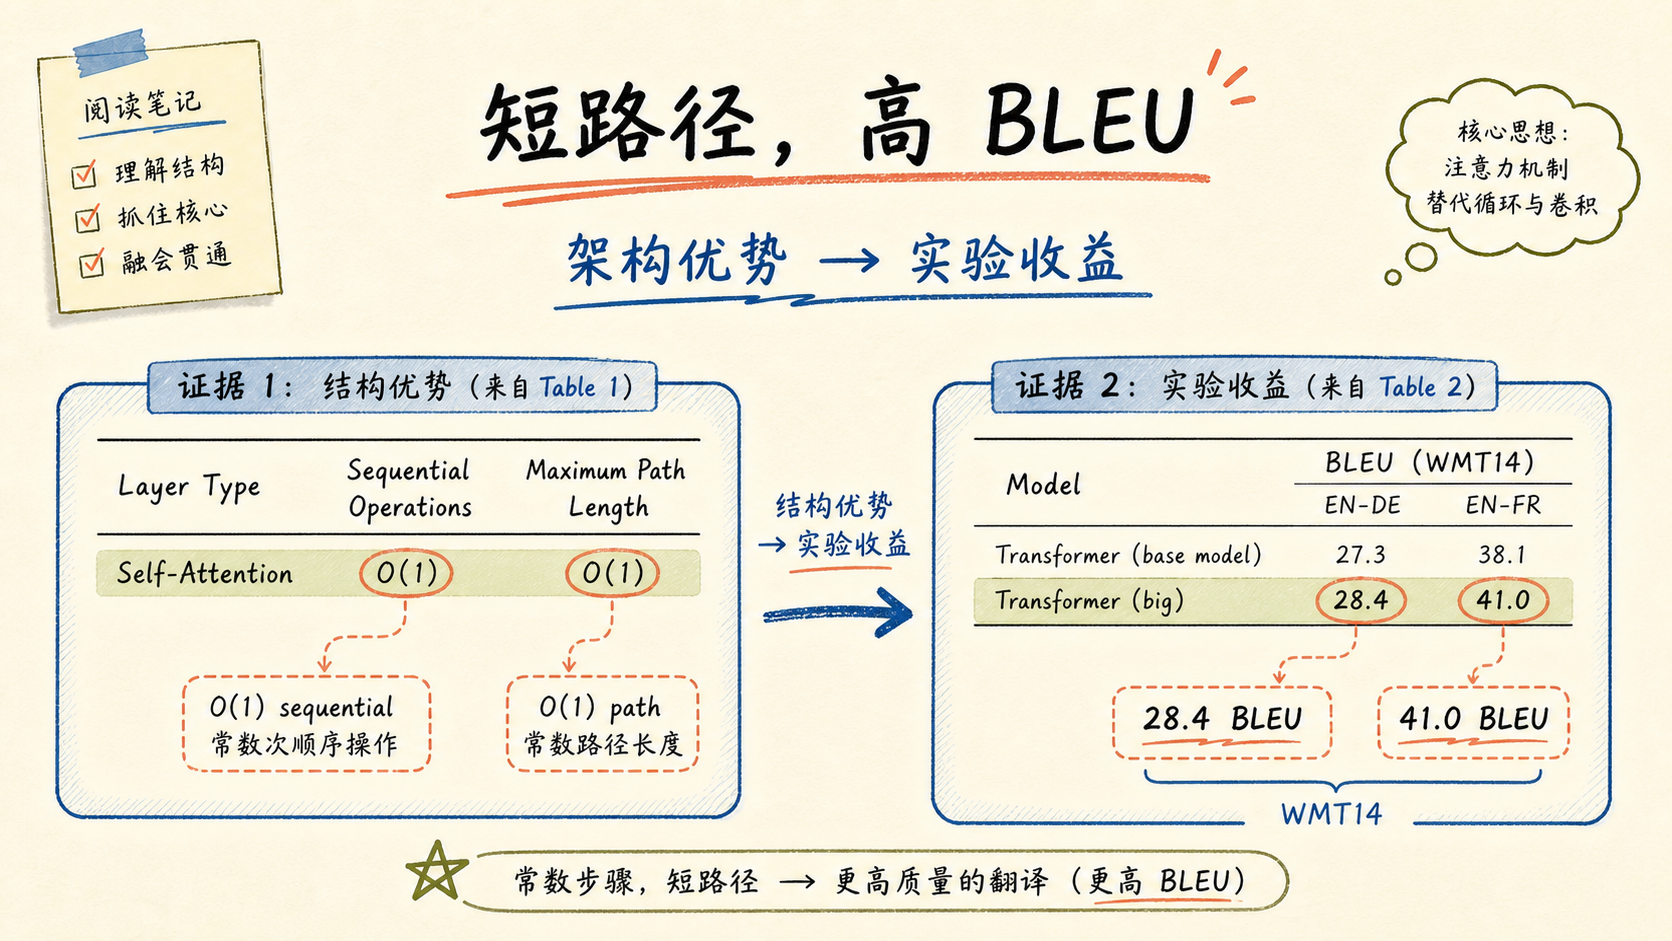 阅读笔记
理解结构
抓住核心
融会贯通
短路径，高 BLEU
架构优势 → 实验收益
核心思想：
注意力机制
替代循环与卷积
证据 1： 结构优势（来自 Table 1）
Layer Type
Sequential
Operations
Maximum Path
Length
Self-Attention O(1) O(1)
O(1) sequential
常数次顺序操作
O(1) path
常数路径长度
结构优势
→ 实验收益
证据 2： 实验收益（来自 Table 2）
Model
BLEU (WMT14)
EN-DE EN-FR
Transformer (base model) 27.3 38.1
Transformer (big) 28.4 41.0
28.4 BLEU 41.0 BLEU
WMT14
常数步骤，短路径 → 更高质量的翻译（更高 BLEU）